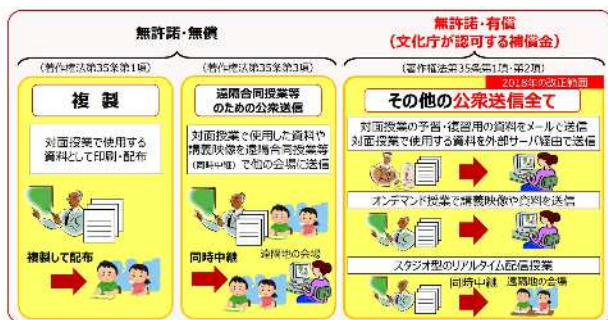 無許諾・無償
(著作権法第35条第1項)
複製
対面授業で使用する
資料として印刷・配布
複製して配布
(著作権法第35条第3項)
遠隔合同授業等
のための公衆送信
対面授業で使用した資料や
講義映像を遠隔合同授業等
(同時中継)で他の会場に送信
同時中継
遠隔地の会場
無許諾・有償
(文化庁が認可する補償金)
(著作権法第35条第1項・第2項)
2018年の改正範囲
その他の公衆送信全て
対面授業の予習・復習用の資料をメールで送信
対面授業で使用する資料を外部サーバ経由で送信
オンデマンド授業で講義映像や資料を送信
スタジオ型のリアルタイム配信授業
同時中継
遠隔地の会場